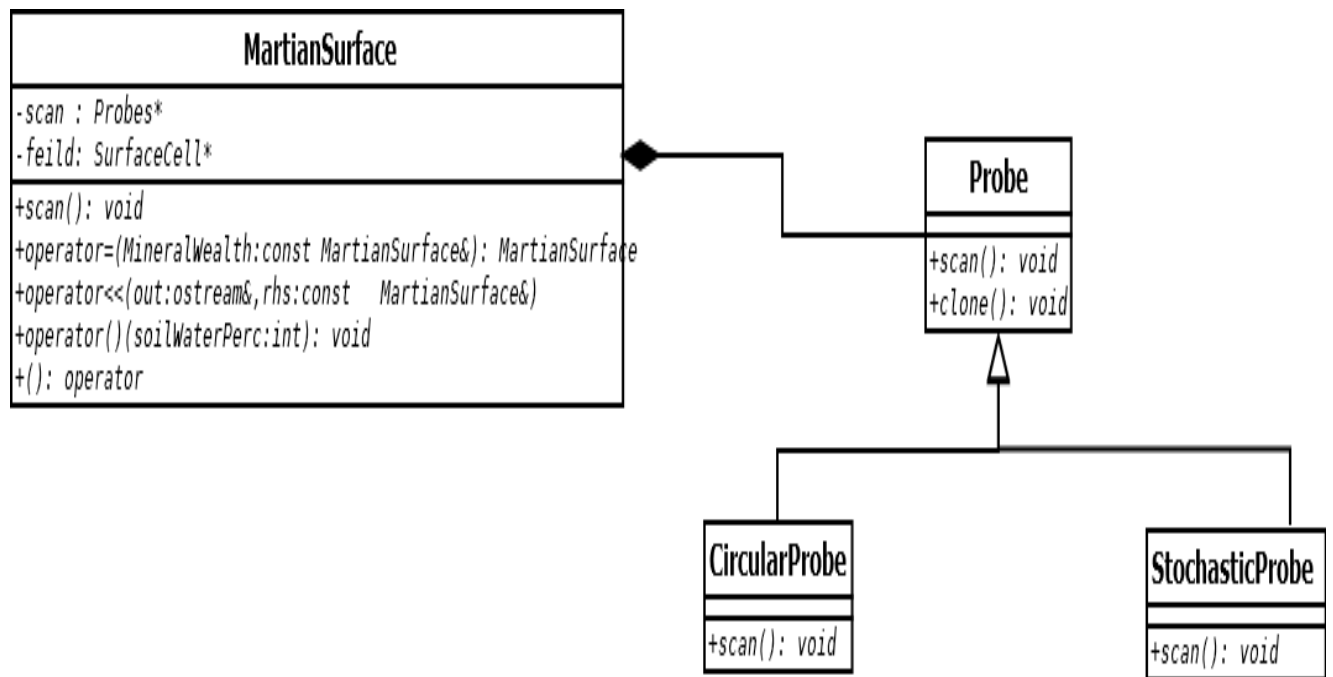 MartianSurface
-scan : Probes*
-feild: SurfaceCell*
+scan(): void
+operator=(MineralWealth:const MartianSurface&): MartianSurface
+operator<<(out:ostream&,rhs:const MartianSurface&)
+operator()(soilWaterPerc:int): void
+(): operator
Probe
+scan(): void
+clone(): void
CircularProbe
+scan(): void
StochasticProbe
+scan(): void